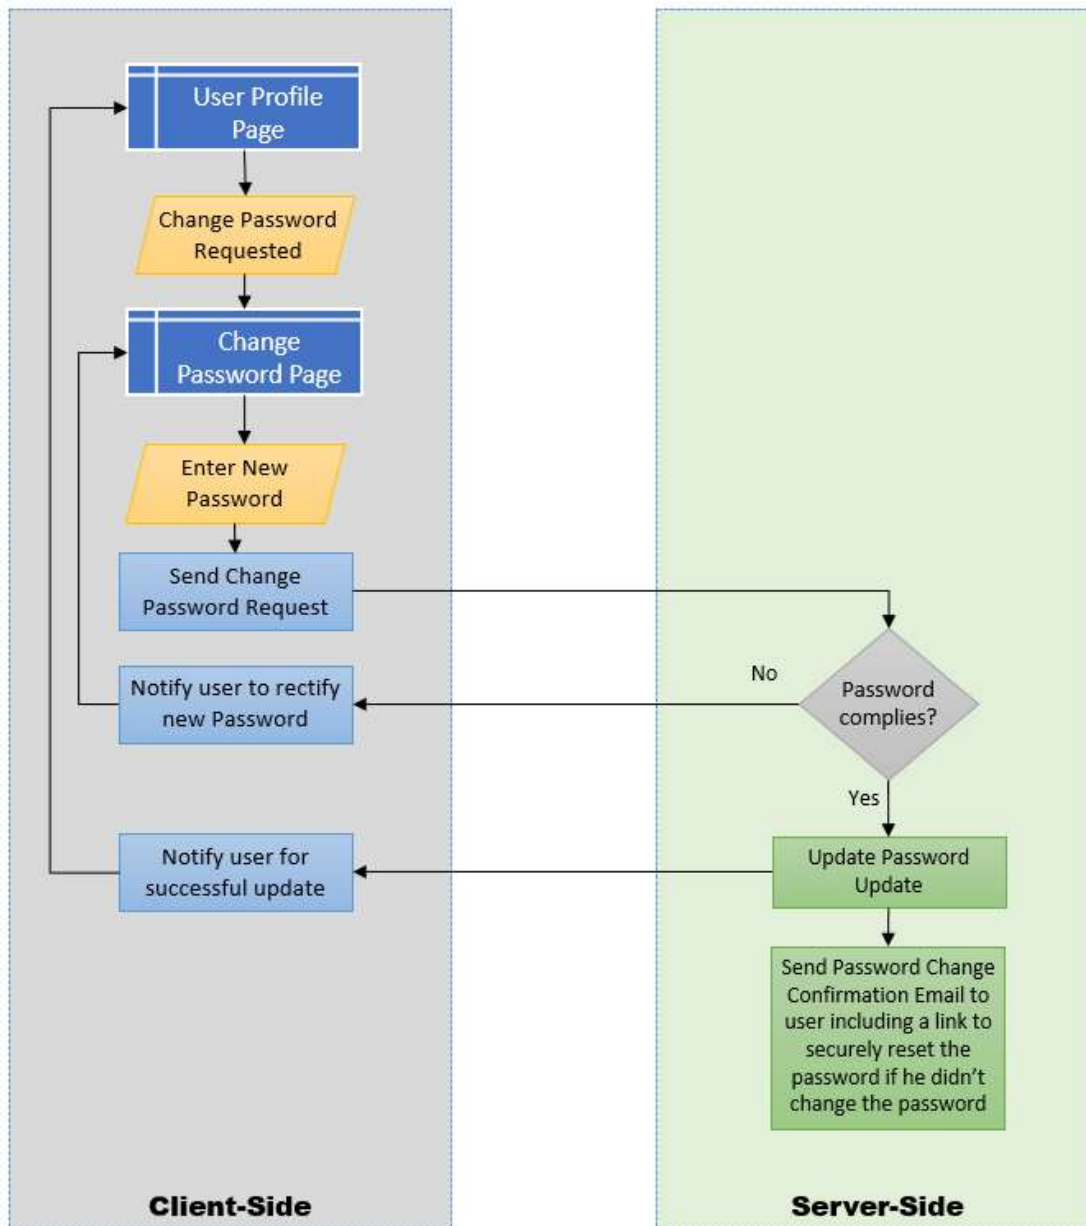 User Profile
Page
Change Password
Requested
Change
Password Page
Enter New
Password
Send Change
Password Request
No
Notify user to rectify
new Password
Password
complies?
Yes
Notify user for
successful update
Update Password
Update
Send Password Change
Confirmation Email to
user including a link to
securely reset the
password if he didn't
change the password
Client-Side
Server-Side